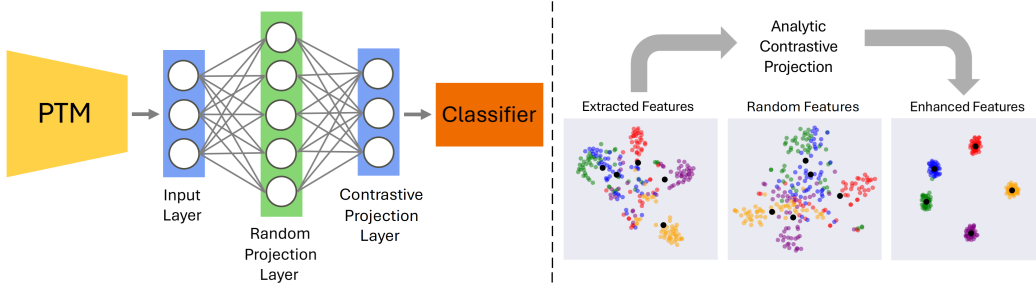 PTM
Input
Layer
Random
Projection
Layer
Contrastive
Projection
Layer
Classifier
Analytic
Contrastive
Projection
Extracted Features
Random Features
Enhanced Features